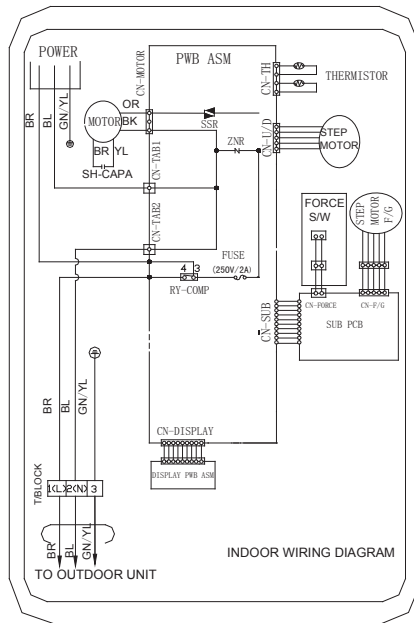 POWER
BR
BL
GN/YL
CN-MOTOR
PWB ASM
CN-TH
THERMISTOR
OR
BK
MOTOR
SSR
BR YL
SH-CAPA
CN-TAB1
ZNR
CN-U/D
STEP
MOTOR
CN-TAB2
FORCE
S/W
STEP
MOTOR
F/G
4 3
RY-COMP
FUSE
(250V/2A)
CN-FORCE
CN-F/G
CN-SUB
SUB PCB
CN-DISPLAY
DISPLAY PWB ASM
BR
BL
GN/YL
T/BLOCK
1(L) 2(N) 3
BR
BL
GN/YL
TO OUTDOOR UNIT
INDOOR WIRING DIAGRAM